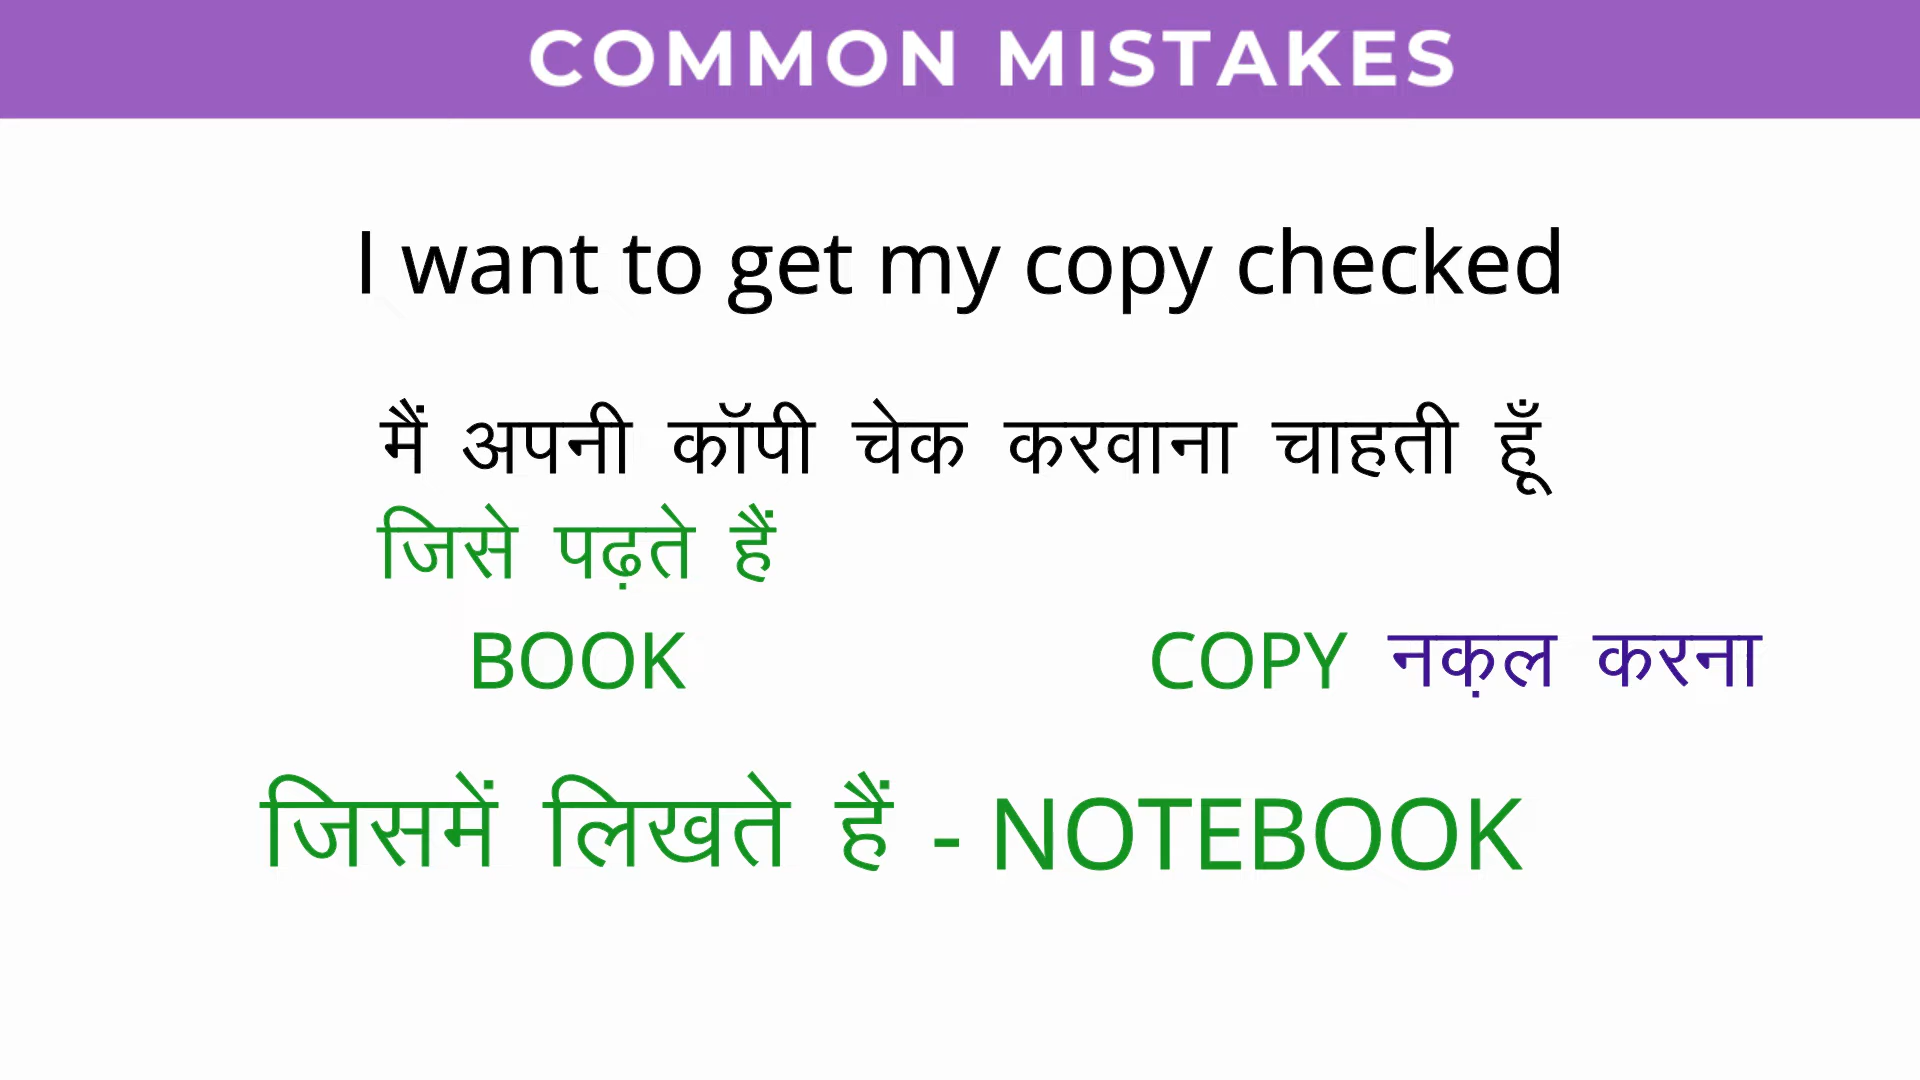 COMMON MISTAKES
I want to get my copy checked
मैं अपनी कॉपी चेक करवाना चाहती हूँ
जिसे पढ़ते हैं
BOOK COPY नक़ल करना
जिसमें लिखते हैं - NOTEBOOK